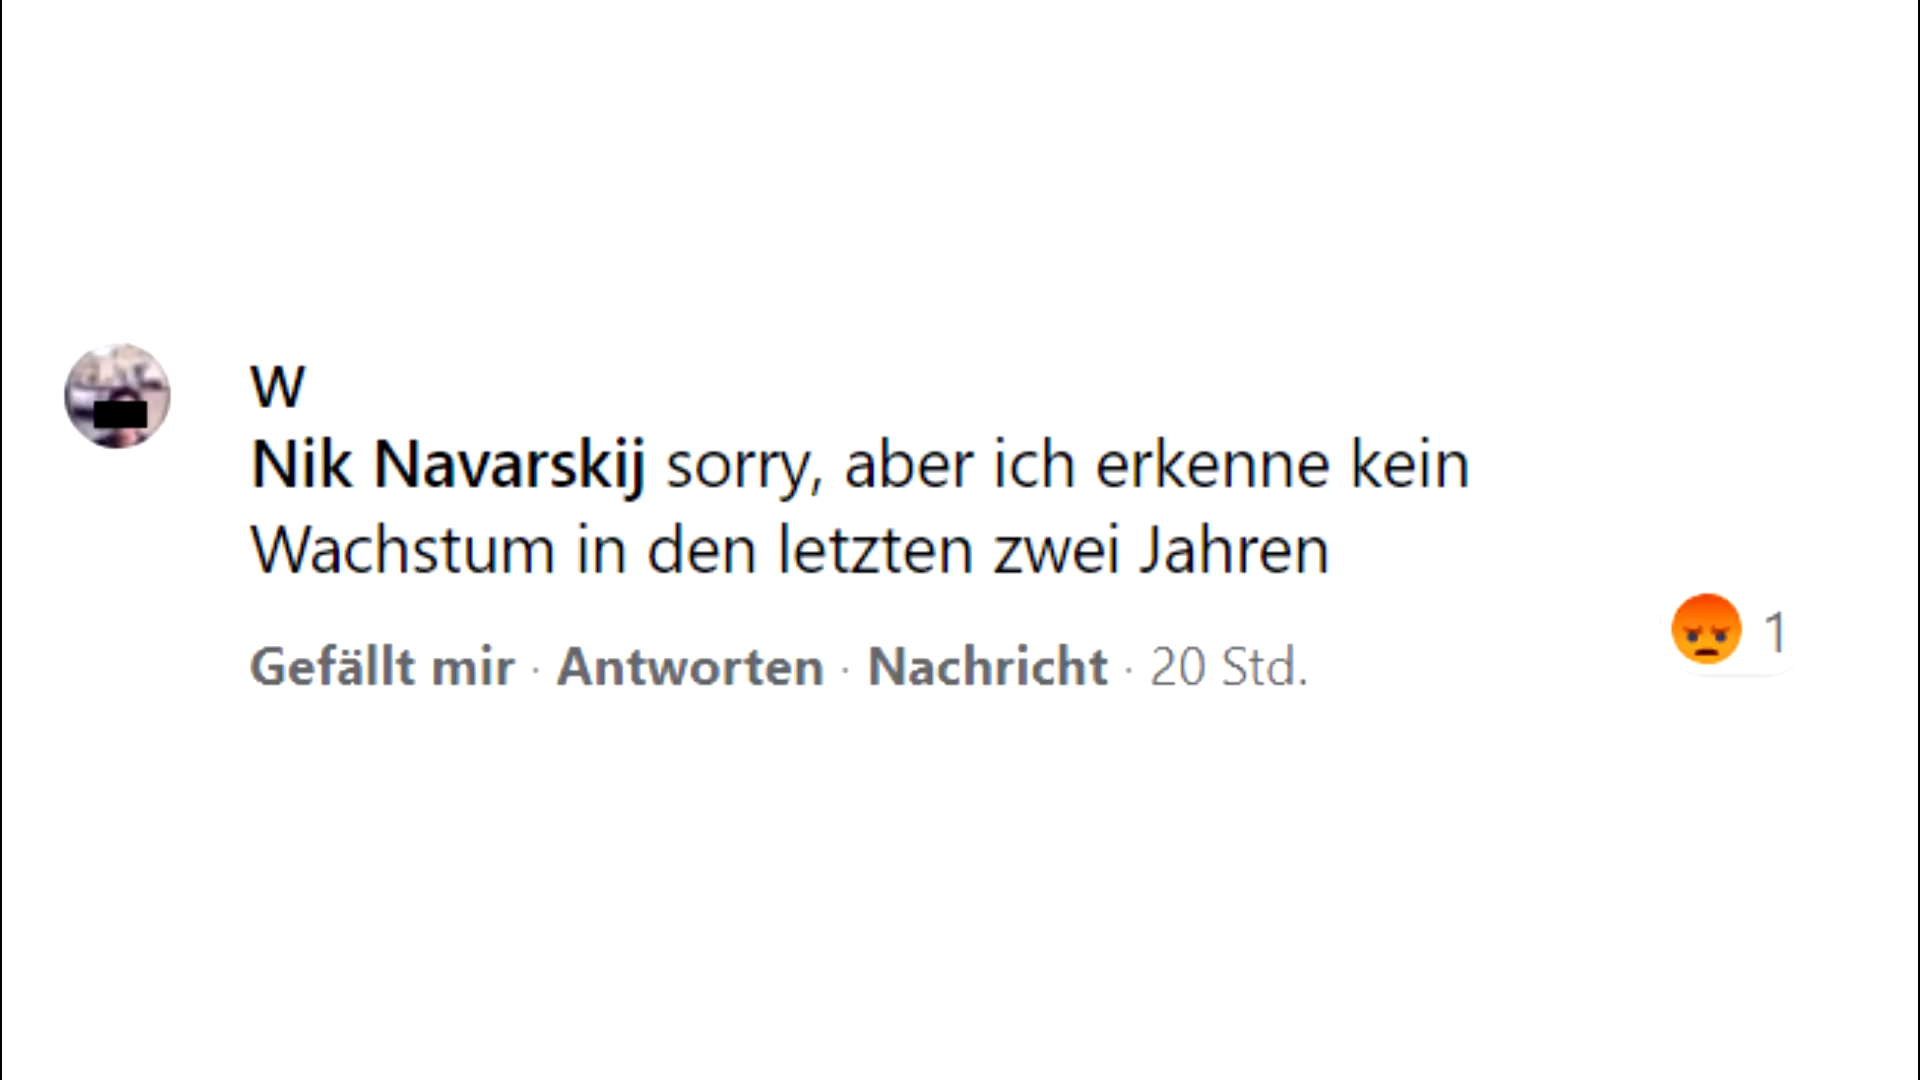 W
Nik Navarskij sorry, aber ich erkenne kein
Wachstum in den letzten zwei Jahren
Gefällt mir · Antworten · Nachricht · 20 Std.
1